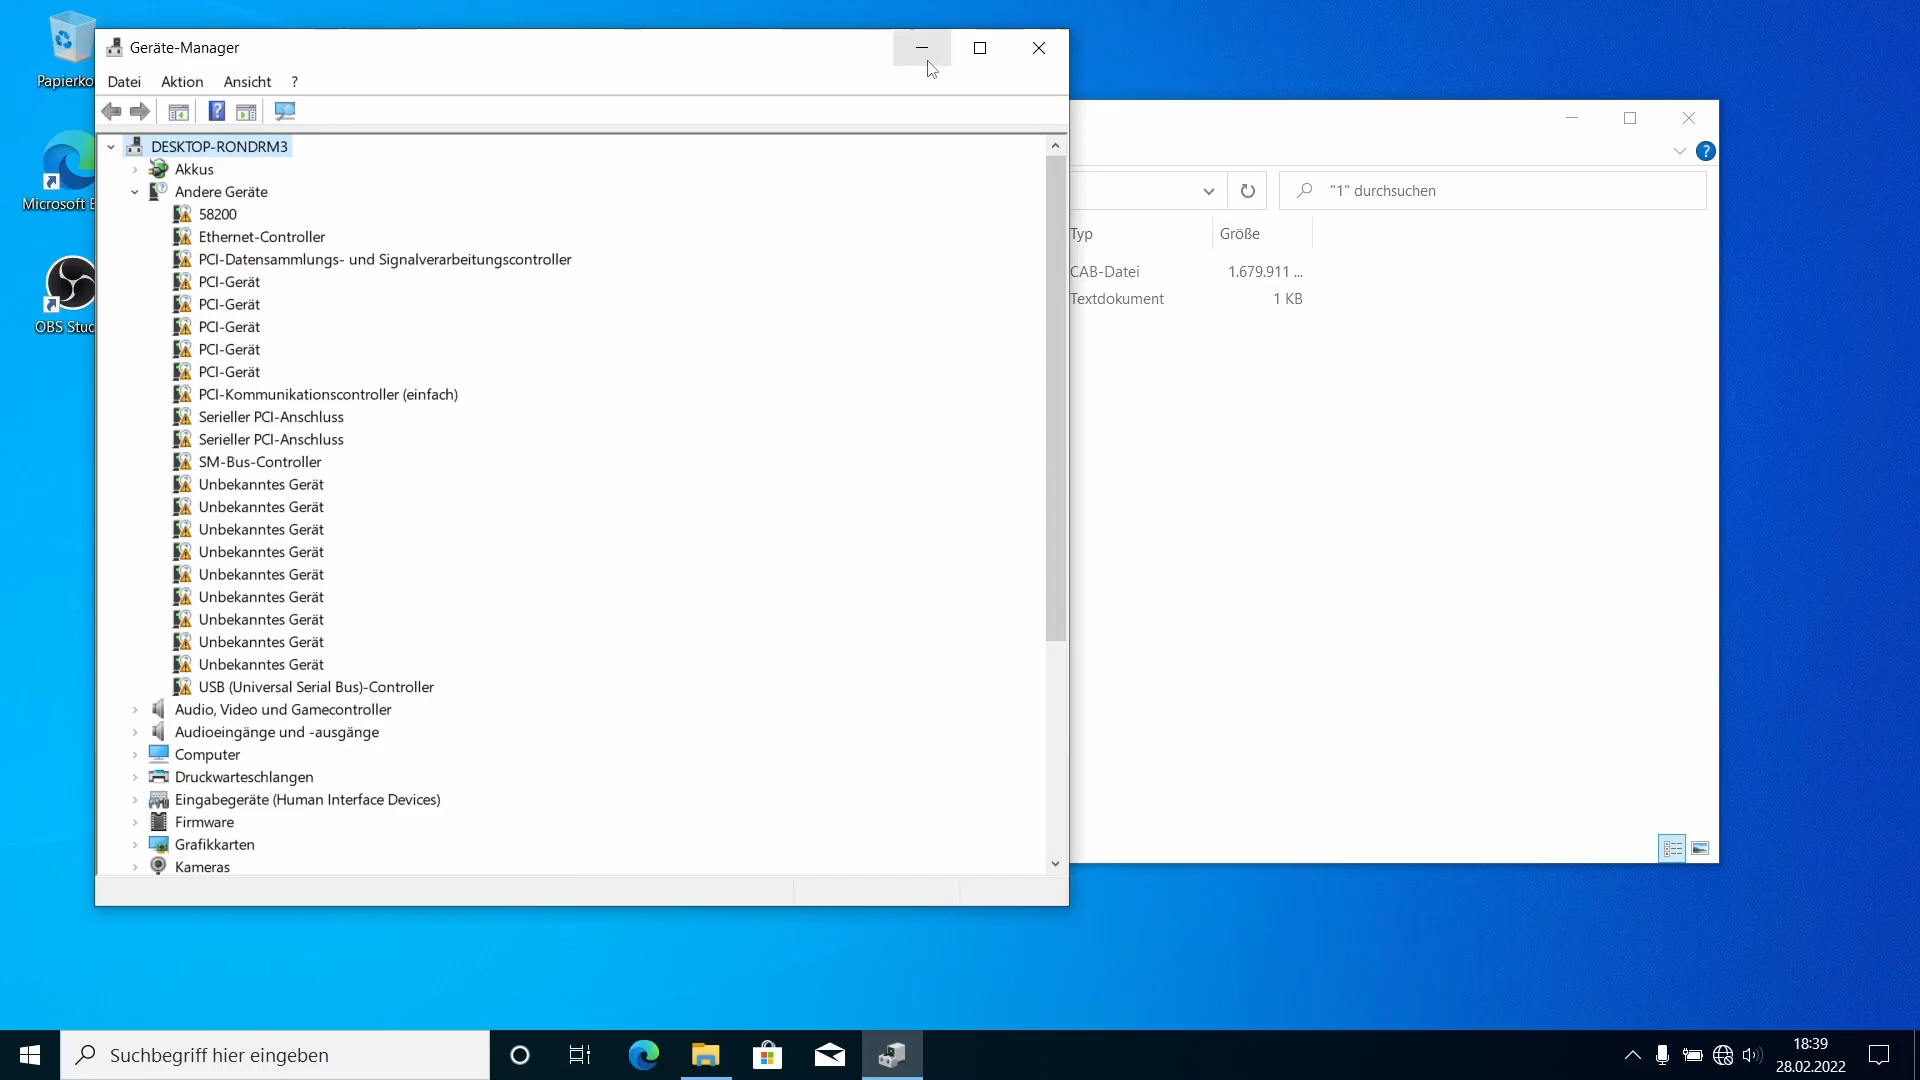 Papierko
Microsoft E
OBS Stud
Geräte-Manager
Datei Aktion Ansicht ?
DESKTOP-RONDRM3
Akkus
Andere Geräte
58200
Ethernet-Controller
PCI-Datensammlungs- und Signalverarbeitungscontroller
PCI-Gerät
PCI-Gerät
PCI-Gerät
PCI-Gerät
PCI-Gerät
PCI-Kommunikationscontroller (einfach)
Serieller PCI-Anschluss
Serieller PCI-Anschluss
SM-Bus-Controller
Unbekanntes Gerät
Unbekanntes Gerät
Unbekanntes Gerät
Unbekanntes Gerät
Unbekanntes Gerät
Unbekanntes Gerät
Unbekanntes Gerät
Unbekanntes Gerät
Unbekanntes Gerät
USB (Universal Serial Bus)-Controller
Audio, Video und Gamecontroller
Audioeingänge und -ausgänge
Computer
Druckwarteschlangen
Eingabegeräte (Human Interface Devices)
Firmware
Grafikkarten
Kameras
"1" durchsuchen
Typ Größe
CAB-Datei 1.679.911 ...
Textdokument 1 KB
Suchbegriff hier eingeben
18:39
28.02.2022